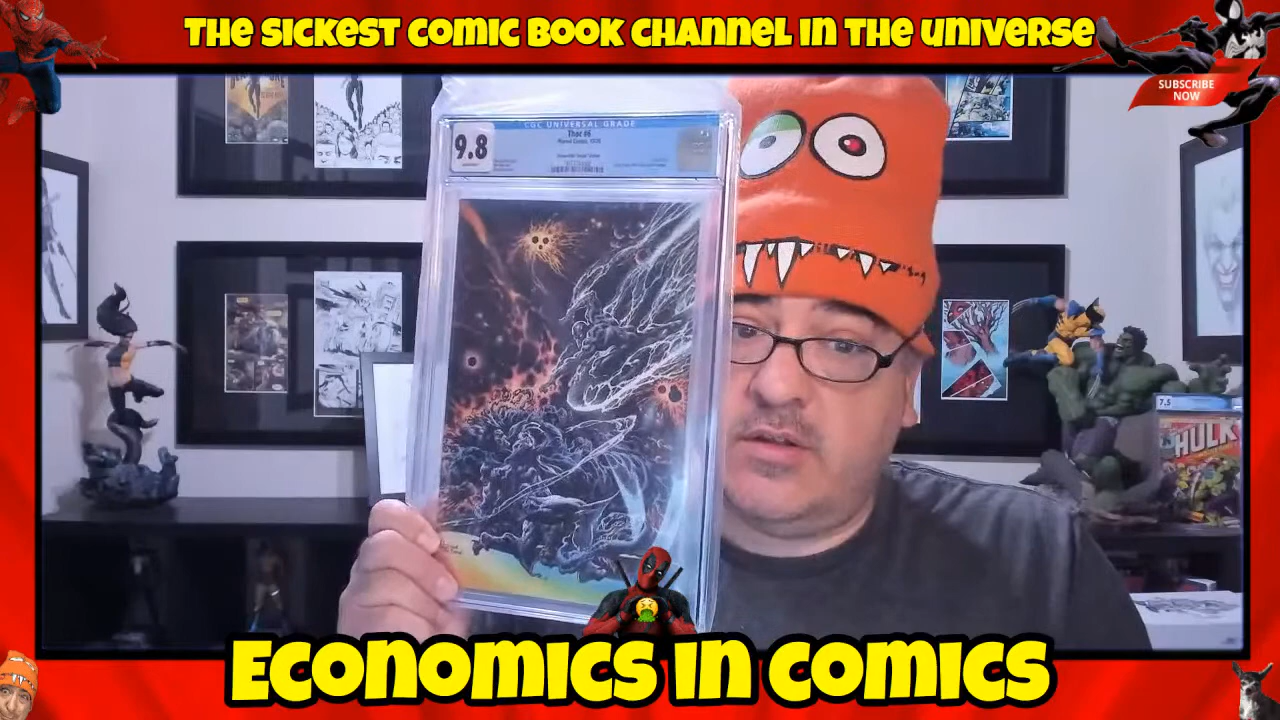 THE SICKEST COMIC BOOK CHANNEL IN THE UNIVERSE
SUBSCRIBE
NOW
CGC UNIVERSAL GRADE
9.8
Thor #6
7.5
HULK
ECONOMICS IN COMICS